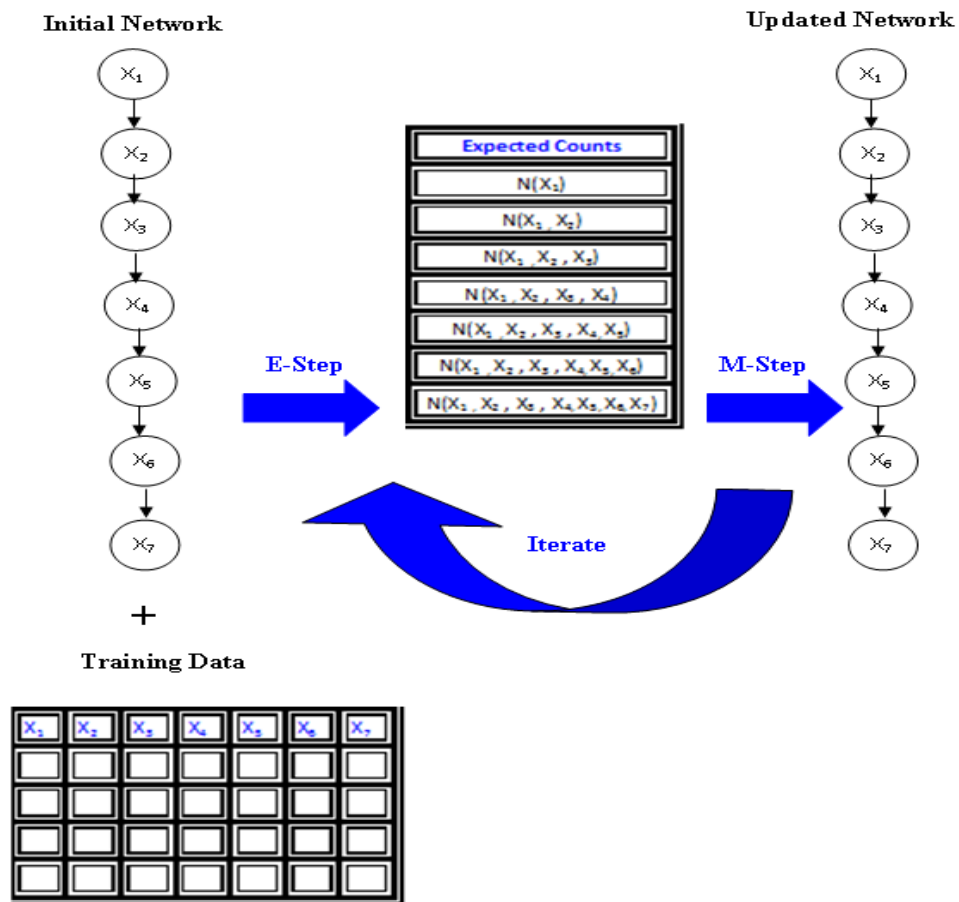 Initial Network
X₁
X₂
X₃
X₄
X₅
X₆
X₇
+
Training Data
X₁ X₂ X₃ X₄ X₅ X₆ X₇
E-Step
Expected Counts
N(X₁)
N(X₁, X₂)
N(X₁, X₂, X₃)
N(X₁, X₂, X₃, X₄)
N(X₁, X₂, X₃, X₄,X₅)
N(X₁, X₂, X₃, X₄,X₅,X₆)
N(X₁, X₂, X₃, X₄,X₅,X₆,X₇)
M-Step
Iterate
Updated Network
X₁
X₂
X₃
X₄
X₅
X₆
X₇